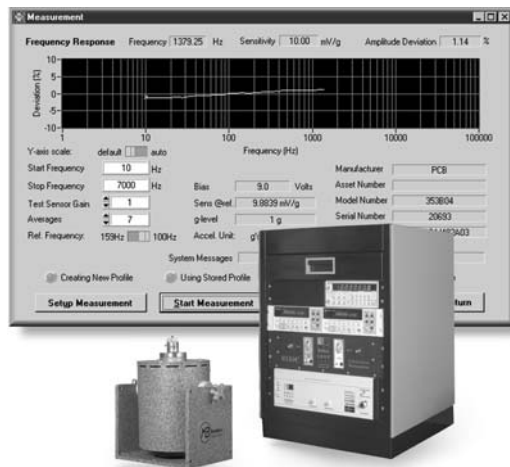 Measurement
Frequency Response Frequency 1379.25 Hz Sensitivity 10.00 mV/g Amplitude Deviation 1.14 %
10
5
0
-5
-10
Deviation [%]
1 10 100 1000 10000 100000
Frequency (Hz)
Y-axis scale: default auto
Start Frequency 10 Hz
Stop Frequency 7000 Hz
Test Sensor Gain 1
Averages 7
Ref. Frequency: 159Hz 100Hz
Bias 9.0 Volts
Sens @ref. 9.8839 mV/g
g-level 1 g
Accel. Unit: g
Manufacturer PCB
Asset Number
Model Number 353B04
Serial Number 20693
System Messages
Creating New Profile Using Stored Profile
Setup Measurement Start Measurement